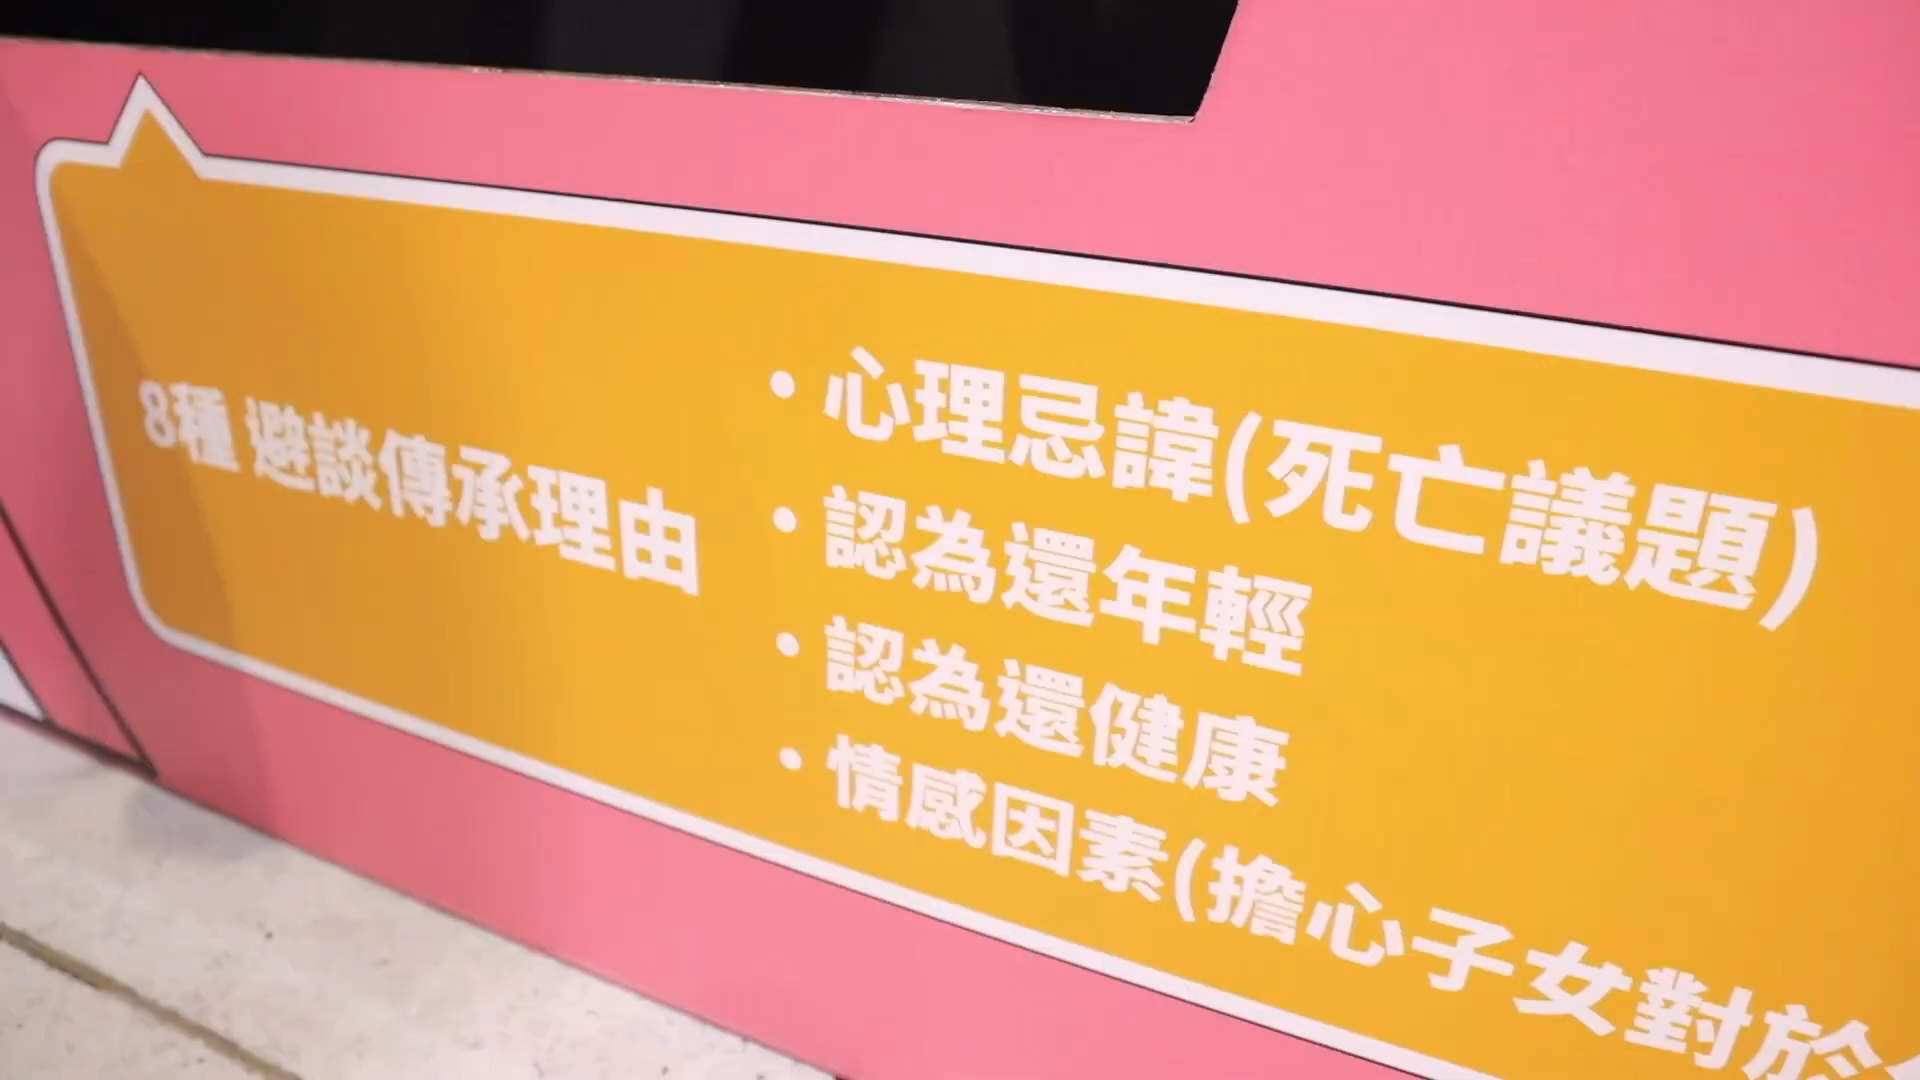 8種 避談傳承理由
• 心理忌諱(死亡議題)
• 認為還年輕
• 認為還健康
• 情感因素(擔心子女對於